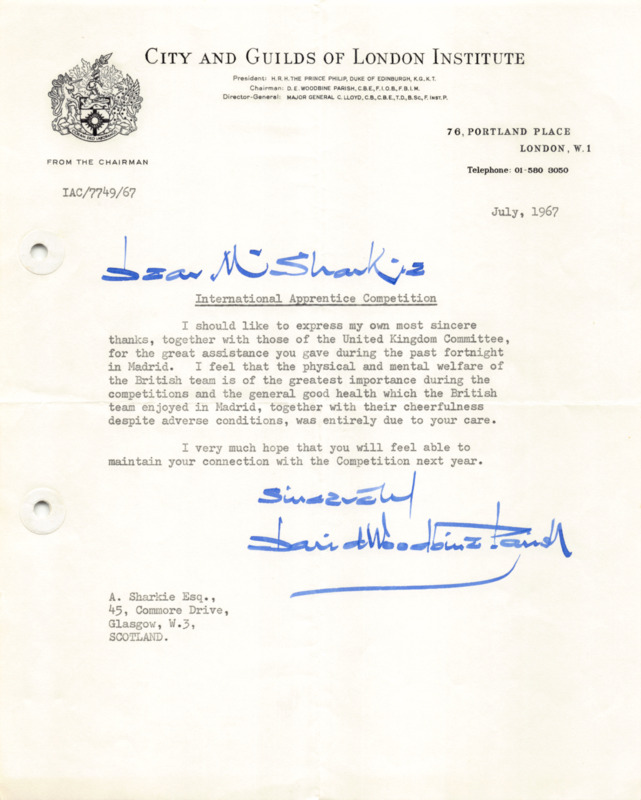 CITY AND GUILDS OF LONDON INSTITUTE
President: H.R.H. THE PRINCE PHILIP, DUKE OF EDINBURGH, K.G., K.T.
Chairman: D. E. WOODBINE PARISH, C.B.E., F.I.O.B., F.B.I.M.
Director-General: MAJOR GENERAL C. LLOYD, C.B., C.B.E., T.D., B.Sc., F. INST. P.
76, PORTLAND PLACE
LONDON, W.1
Telephone: 01-580 3050
FROM THE CHAIRMAN
IAC/7749/67
July, 1967
Dear Mr Sharkie
International Apprentice Competition
I should like to express my own most sincere
thanks, together with those of the United Kingdom Committee,
for the great assistance you gave during the past fortnight
in Madrid. I feel that the physical and mental welfare of
the British team is of the greatest importance during the
competitions and the general good health which the British
team enjoyed in Madrid, together with their cheerfulness
despite adverse conditions, was entirely due to your care.
I very much hope that you will feel able to
maintain your connection with the Competition next year.
Sincerely
David Woodbine Parish
A. Sharkie Esq.,
45, Commore Drive,
Glasgow, W.3,
SCOTLAND.